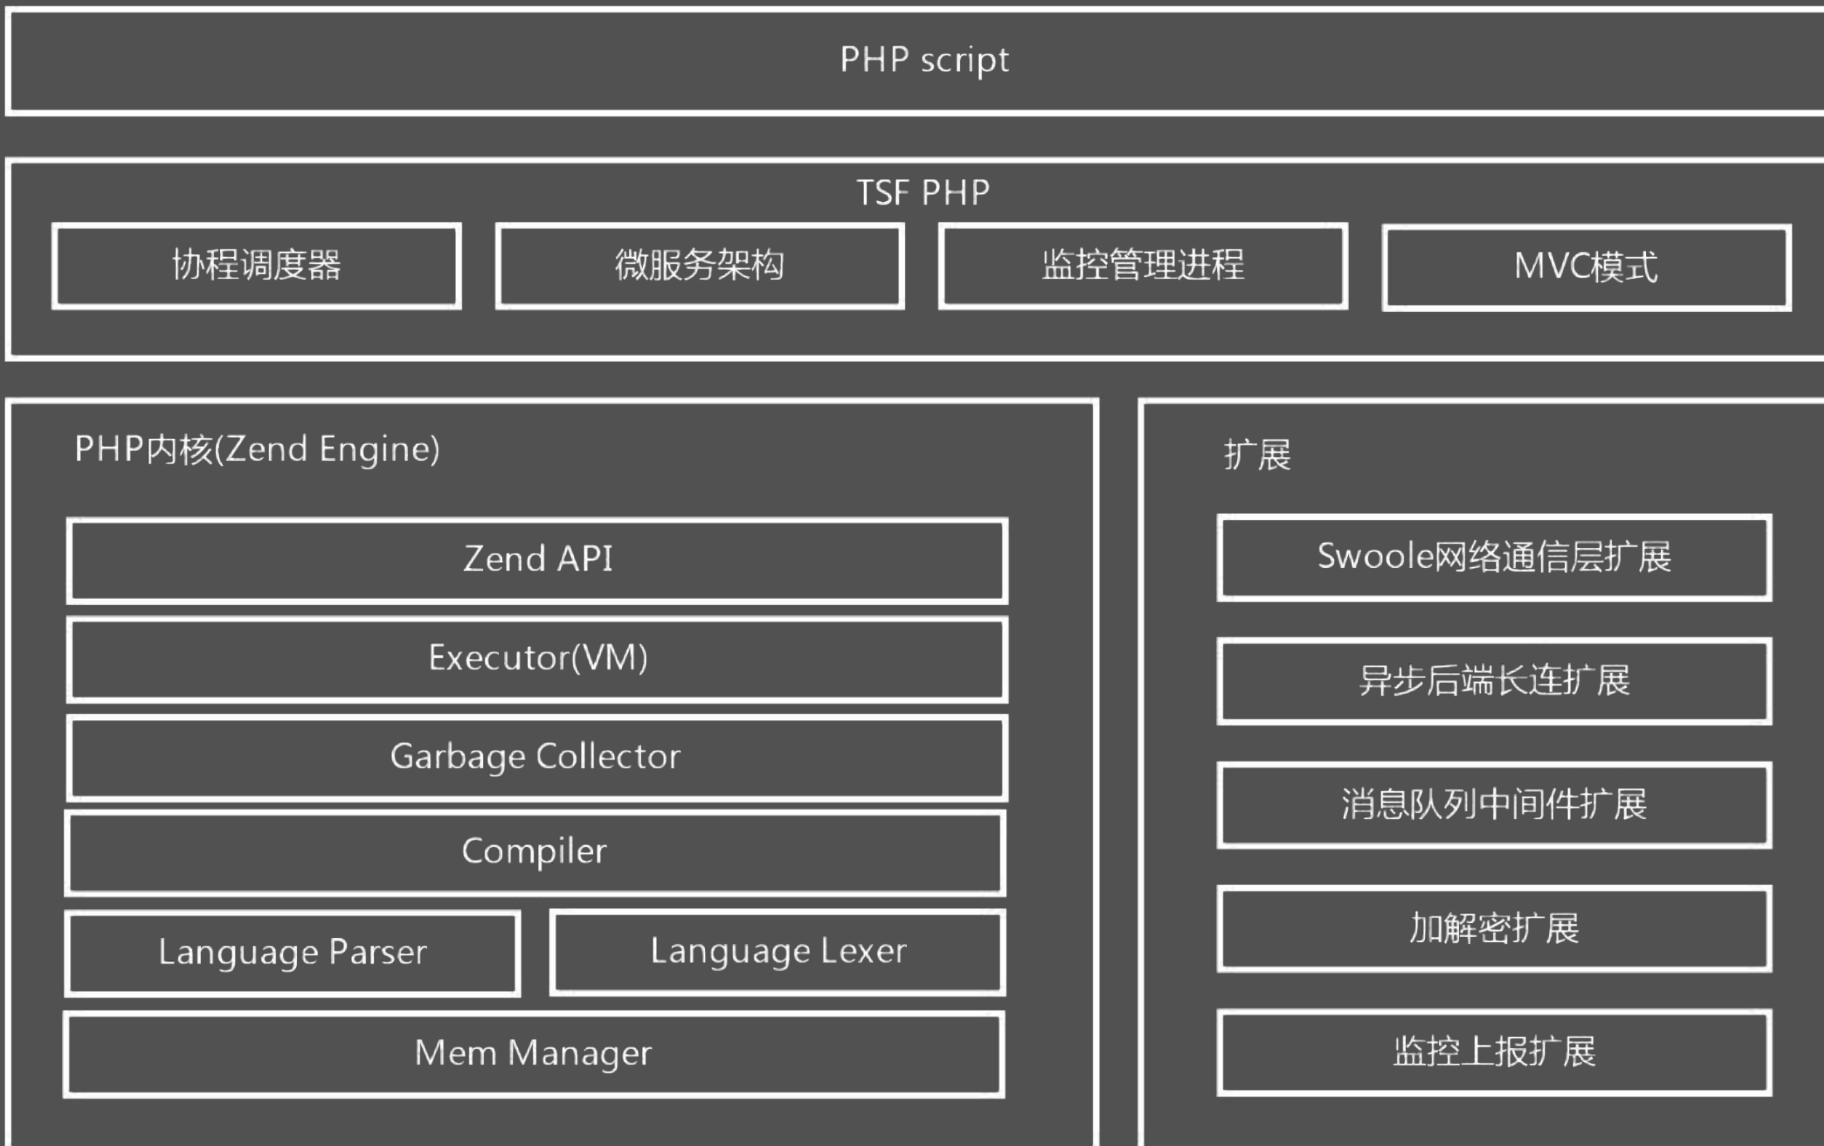 PHP script
TSF PHP
协程调度器
微服务架构
监控管理进程
MVC模式
PHP内核(Zend Engine)
Zend API
Executor(VM)
Garbage Collector
Compiler
Language Parser
Language Lexer
Mem Manager
扩展
Swoole网络通信层扩展
异步后端长连扩展
消息队列中间件扩展
加解密扩展
监控上报扩展